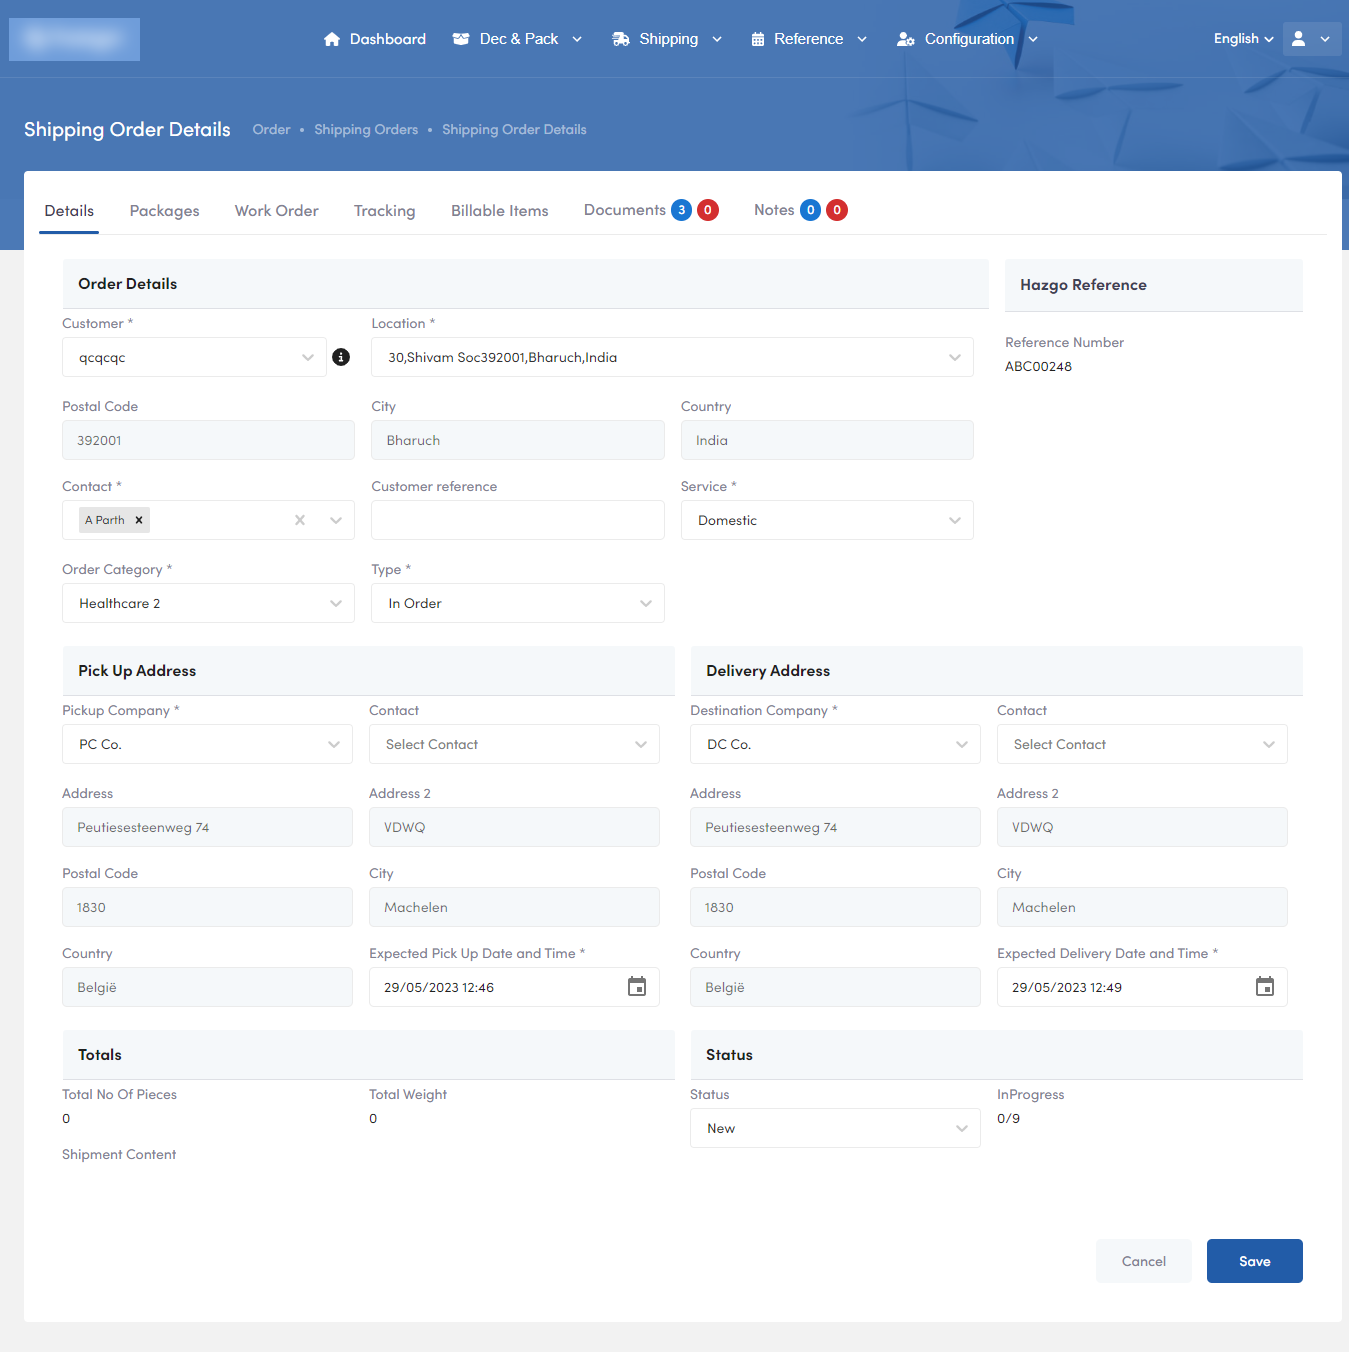 Dashboard Dec & Pack Shipping Reference Configuration English
Shipping Order Details Order • Shipping Orders • Shipping Order Details
Details Packages Work Order Tracking Billable Items Documents 3 0 Notes 0 0
Order Details Hazgo Reference
Customer * Location * Reference Number
qcqcqc 30,Shivam Soc392001,Bharuch,India ABC00248
Postal Code City Country
392001 Bharuch India
Contact * Customer reference Service *
A Parth Domestic
Order Category * Type *
Healthcare 2 In Order
Pick Up Address Delivery Address
Pickup Company * Contact Destination Company * Contact
PC Co. Select Contact DC Co. Select Contact
Address Address 2 Address Address 2
Peutiesesteenweg 74 VDWQ Peutiesesteenweg 74 VDWQ
Postal Code City Postal Code City
1830 Machelen 1830 Machelen
Country Expected Pick Up Date and Time * Country Expected Delivery Date and Time *
België 29/05/2023 12:46 België 29/05/2023 12:49
Totals Status
Total No Of Pieces Total Weight Status InProgress
0 0 New 0/9
Shipment Content
Cancel Save